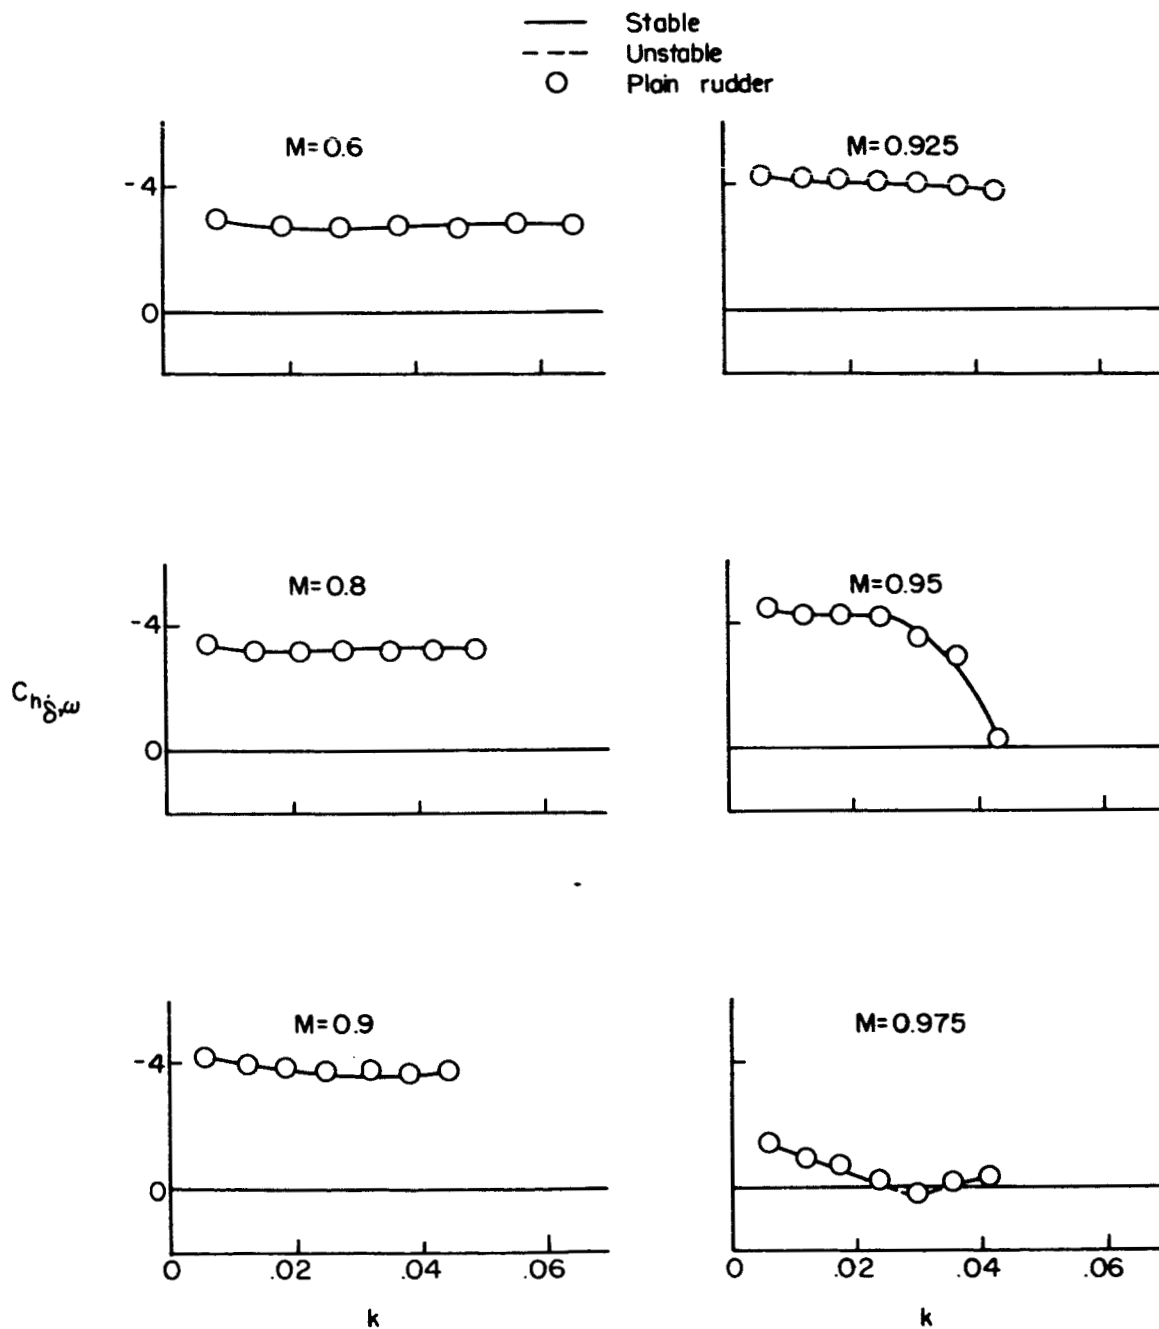 Stable
Unstable
Plain rudder
M=0.6
-4
0
M=0.925
M=0.8
-4
0
M=0.95
C_{h_{\dot{δ},ω}}
M=0.9
-4
0
0 .02 .04 .06
k
M=0.975
0 .02 .04 .06
k